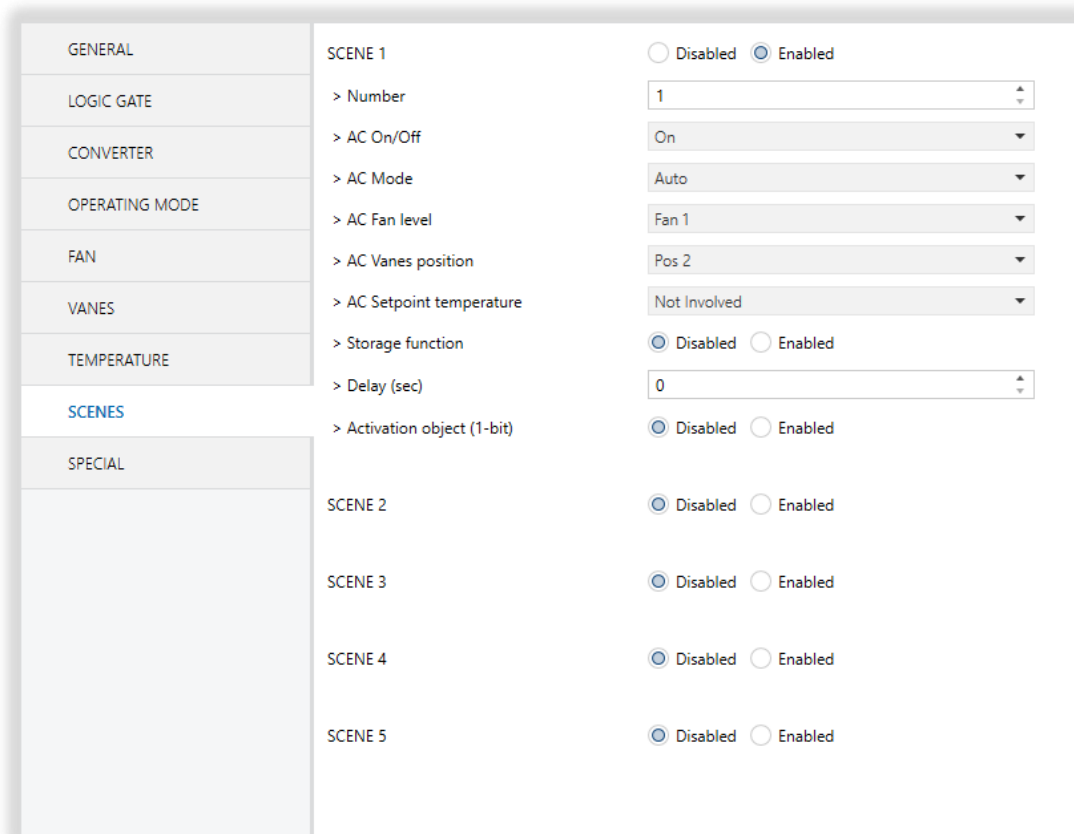 GENERAL
LOGIC GATE
CONVERTER
OPERATING MODE
FAN
VANES
TEMPERATURE
SCENES
SPECIAL
SCENE 1 Disabled Enabled
> Number 1
> AC On/Off On
> AC Mode Auto
> AC Fan level Fan 1
> AC Vanes position Pos 2
> AC Setpoint temperature Not Involved
> Storage function Disabled Enabled
> Delay (sec) 0
> Activation object (1-bit) Disabled Enabled
SCENE 2 Disabled Enabled
SCENE 3 Disabled Enabled
SCENE 4 Disabled Enabled
SCENE 5 Disabled Enabled